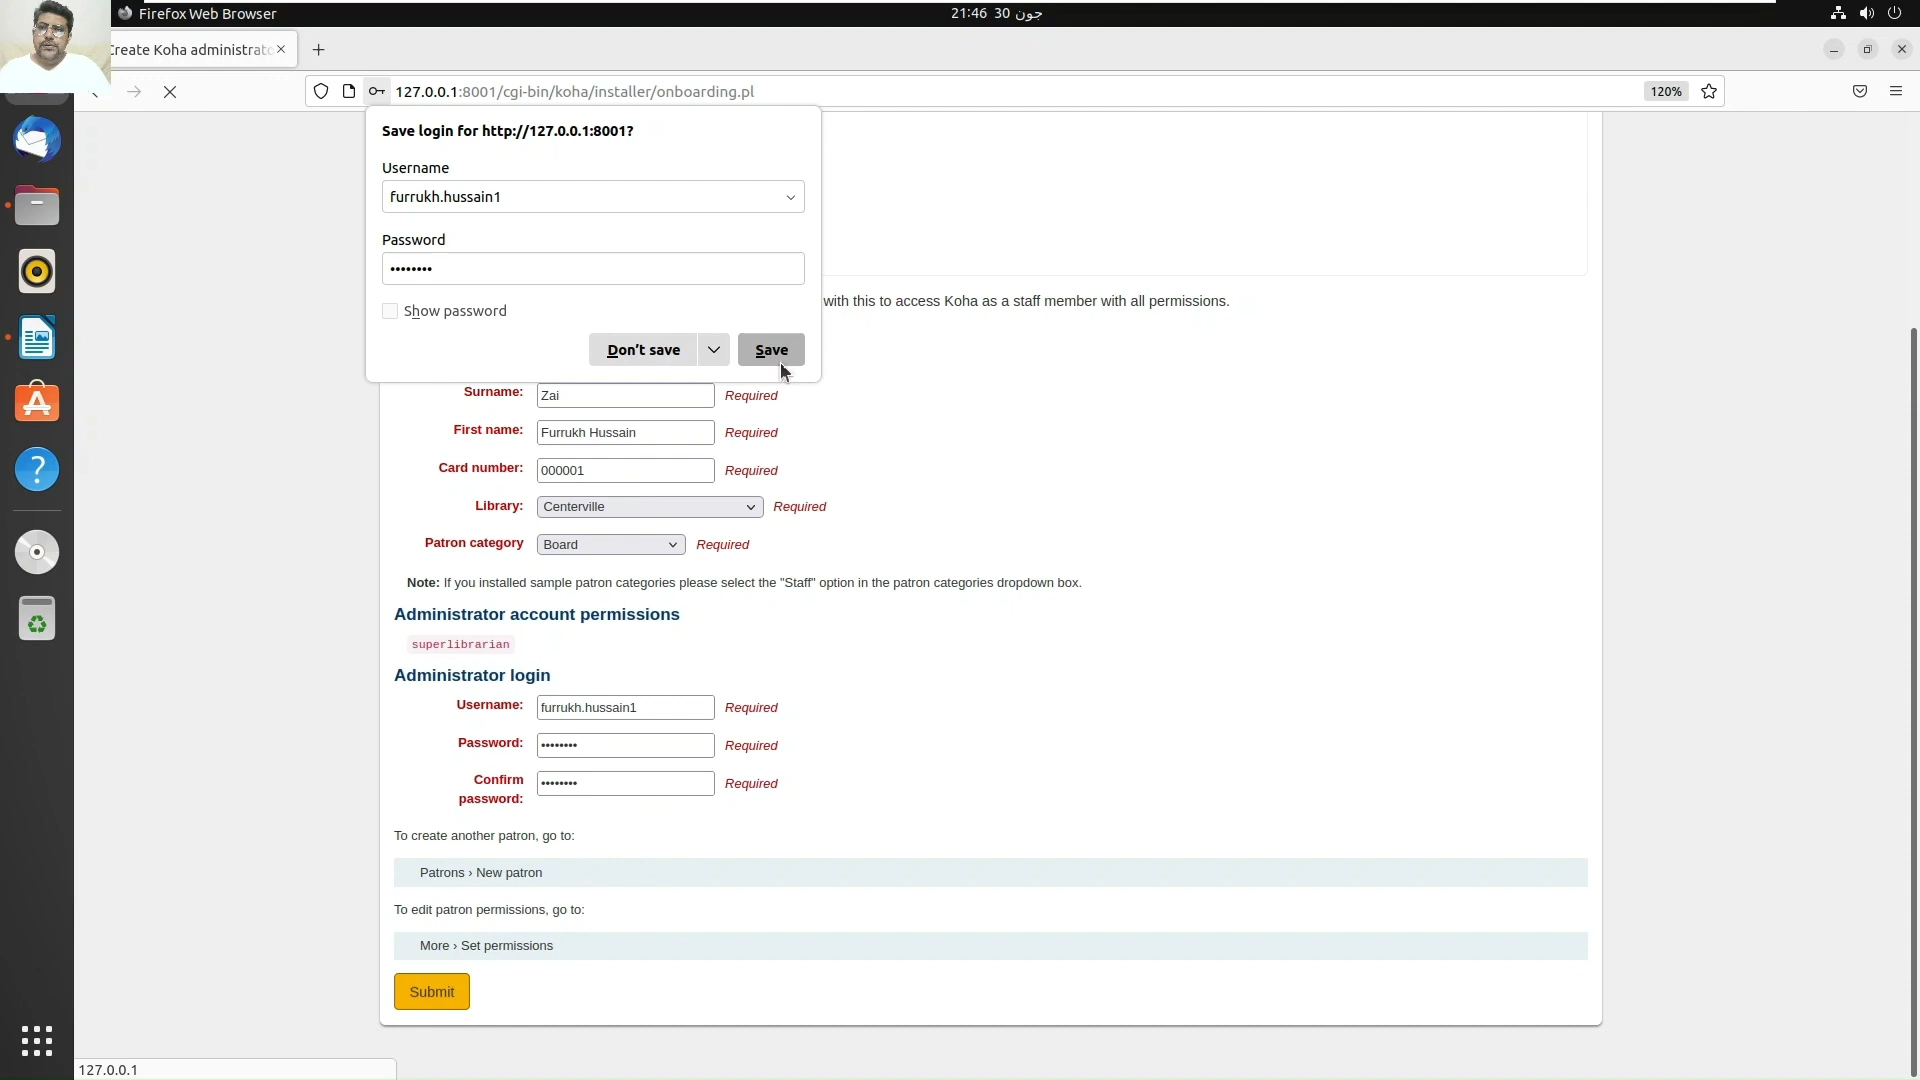 Firefox Web Browser
21:46  30 جون
Create Koha administrato
127.0.0.1:8001/cgi-bin/koha/installer/onboarding.pl
120%
Save login for http://127.0.0.1:8001?
Username
furrukh.hussain1
Password
••••••••
Show password
Don't save
Save
with this to access Koha as a staff member with all permissions.
Surname: Zai Required
First name: Furrukh Hussain Required
Card number: 000001 Required
Library: Centerville Required
Patron category Board Required
Note: If you installed sample patron categories please select the "Staff" option in the patron categories dropdown box.
Administrator account permissions
superlibrarian
Administrator login
Username: furrukh.hussain1 Required
Password: •••••••• Required
Confirm
password: •••••••• Required
To create another patron, go to:
Patrons › New patron
To edit patron permissions, go to:
More › Set permissions
Submit
127.0.0.1